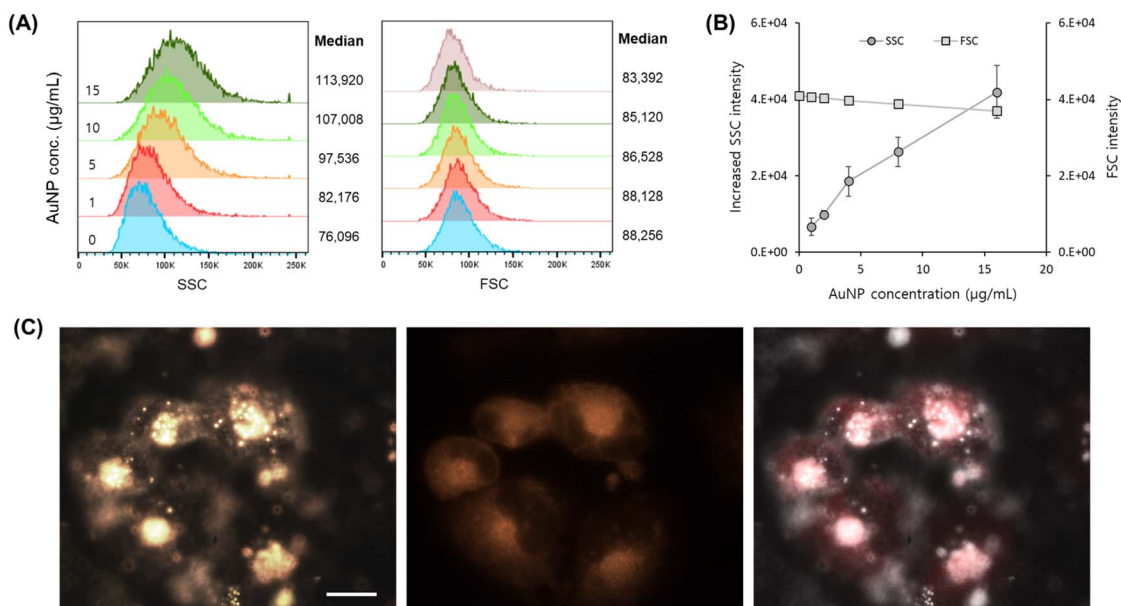 (A)
AuNP conc. (µg/mL)
15
10
5
1
0
Median
113,920
107,008
97,536
82,176
76,096
0 50K 100K 150K 200K 250K
SSC
Median
83,392
85,120
86,528
88,128
88,256
0 50K 100K 150K 200K 250K
FSC
(B)
Increased SSC intensity
6.E+04
4.E+04
2.E+04
0.E+00
SSC FSC
6.E+04
4.E+04
2.E+04
0.E+00
FSC intensity
0 5 10 15 20
AuNP concentration (µg/mL)
(C)